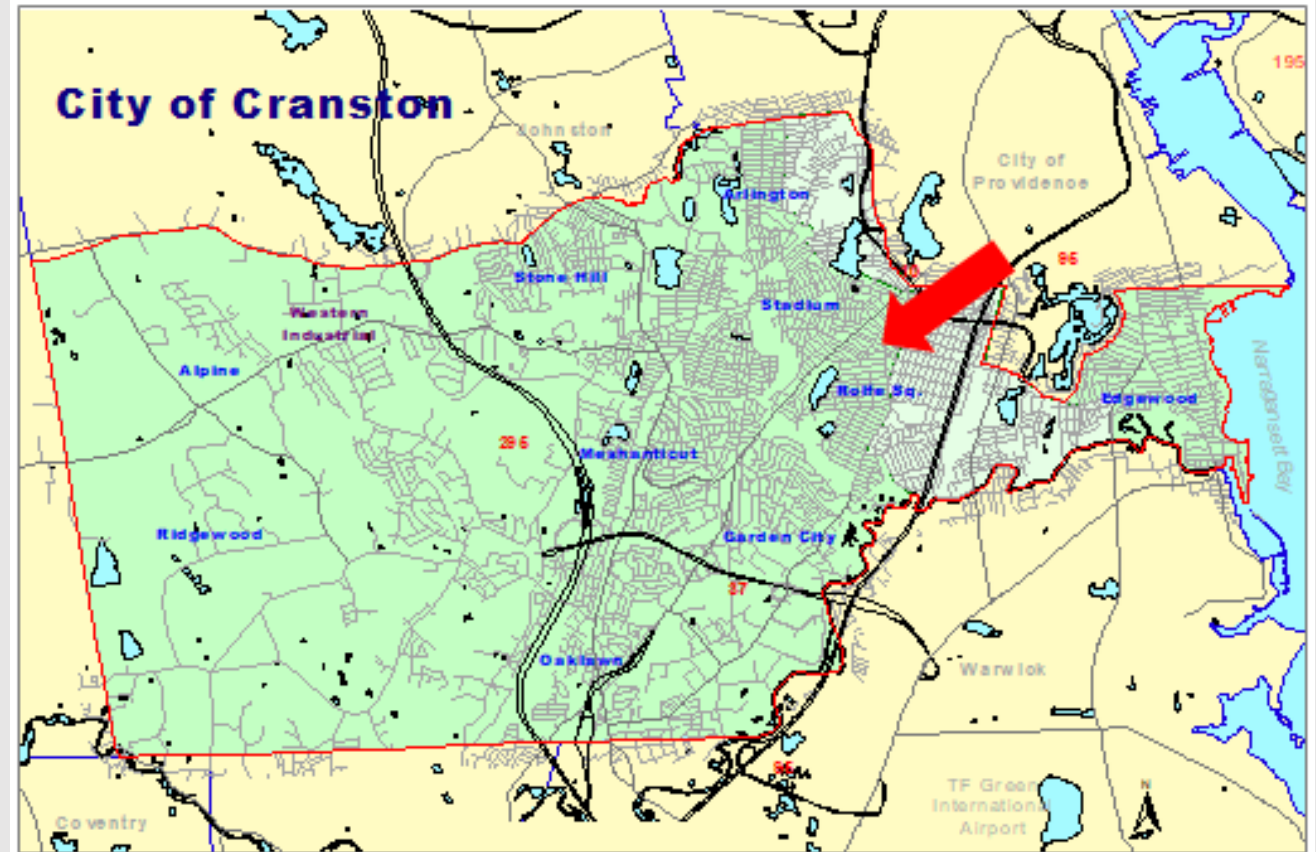 195
City of Cranston
Johnston
City of
Providence
Arlington
95
Stone Hill
Stadium
Western
Industrial
Alpine
Rolfe Sq.
Edgewood
Narragansett Bay
295
Meshanticut
Ridgewood
Garden City
37
Oaklawn
Warwick
95
TF Green
International
Airport
N
Coventry